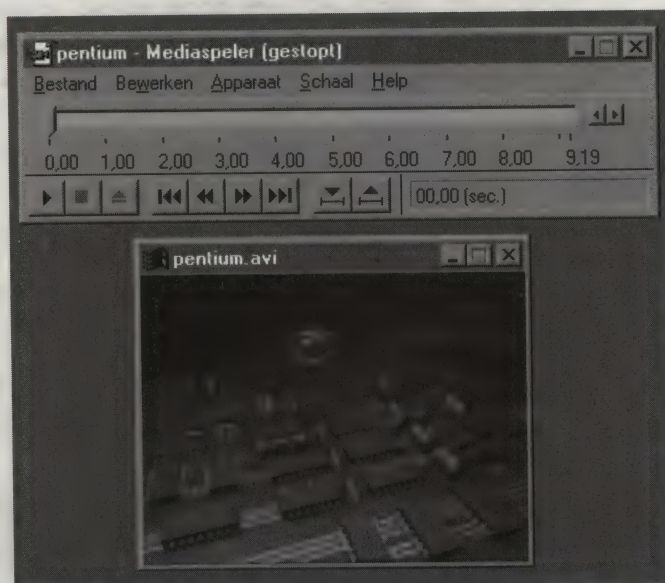 pentium - Mediaspeler (gestopt)
Bestand Bewerken Apparaat Schaal Help
0,00 1,00 2,00 3,00 4,00 5,00 6,00 7,00 8,00 9,19
00,00 (sec.)
pentium.avi